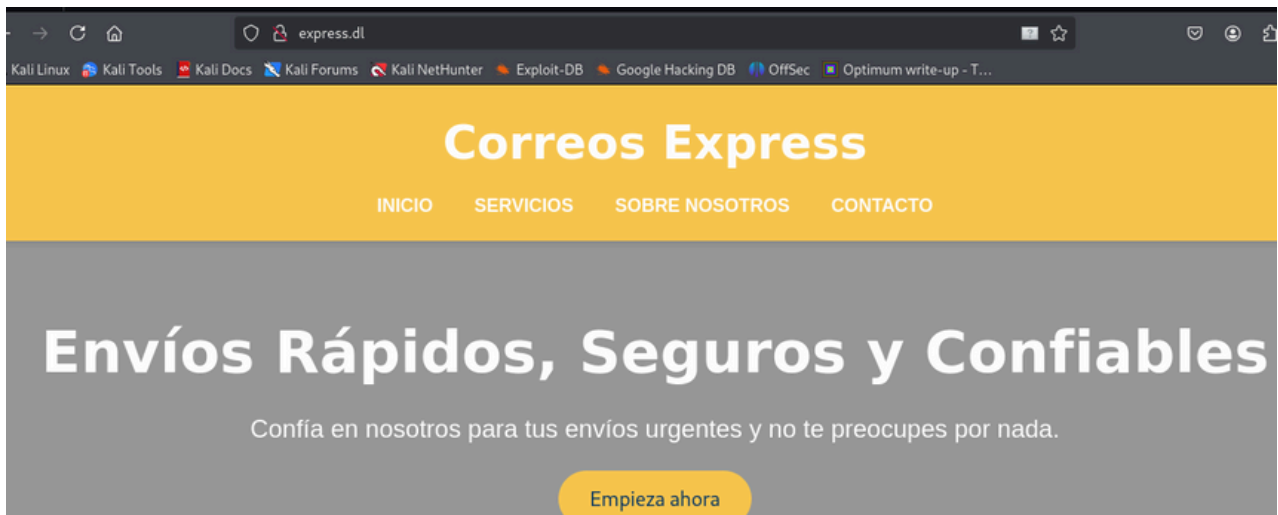 express.dl
Kali Linux Kali Tools Kali Docs Kali Forums Kali NetHunter Exploit-DB Google Hacking DB OffSec Optimum write-up - T...
Correos Express
INICIO SERVICIOS SOBRE NOSOTROS CONTACTO
Envíos Rápidos, Seguros y Confiables
Confía en nosotros para tus envíos urgentes y no te preocupes por nada.
Empieza ahora